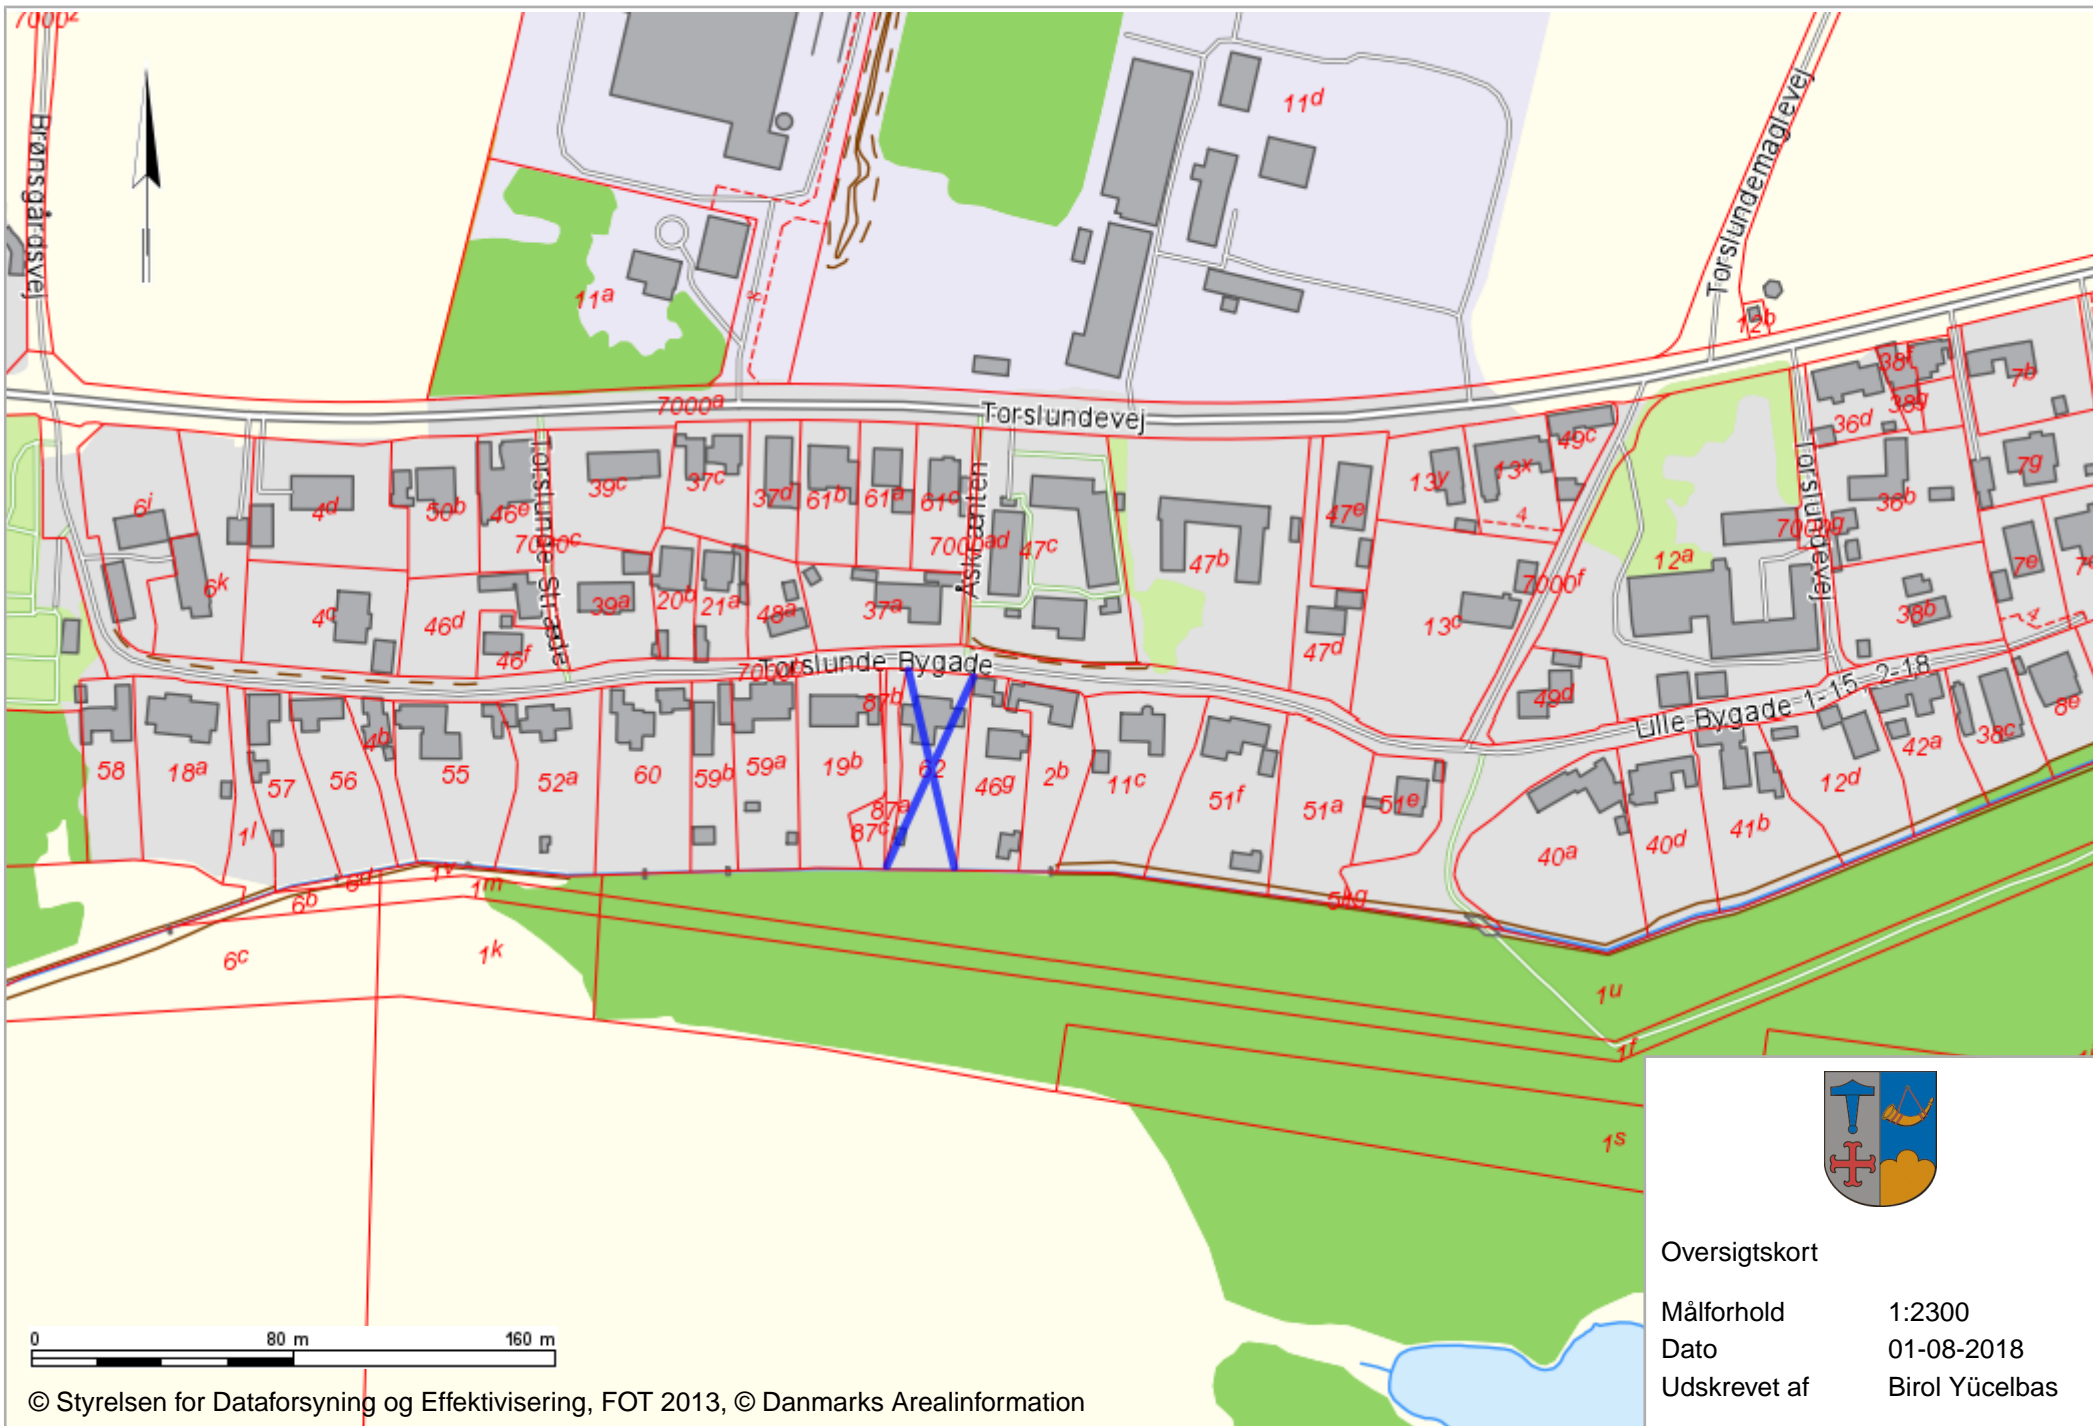 7000z
Brønsgårdsvej
11d
Torslundemaglevej
11a
12b
7000a
Torslundevej
38f
7b
36d
38g
49c
6i
4d
50b
46e
Torslunde Stræde
39c
37c
37d
61b
61a
61c
Åsbrænten
47c
47b
47e
13y
13x
4
7g
36b
7000g
Torslundevej
7000c
7000ad
12a
7e
6k
4c
46d
46f
39a
20b
21a
48a
37a
47d
13c
7000f
38b
4
7000b
Torslunde Bygade
49d
Lille Bygade 1-15 2-18
8e
58
18a
57
56
4b
55
52a
60
59b
59a
19b
87b
62
46g
2b
11c
51f
51a
51e
12d
42a
38c
1l
87a
87c
40a
40d
41b
6b
6d
1v
1m
6c
1k
1u
1f
1s
Oversigtskort
Målforhold 1:2300
Dato 01-08-2018
Udskrevet af Birol Yücelbas
0 80 m 160 m
© Styrelsen for Dataforsyning og Effektivisering, FOT 2013, © Danmarks Arealinformation